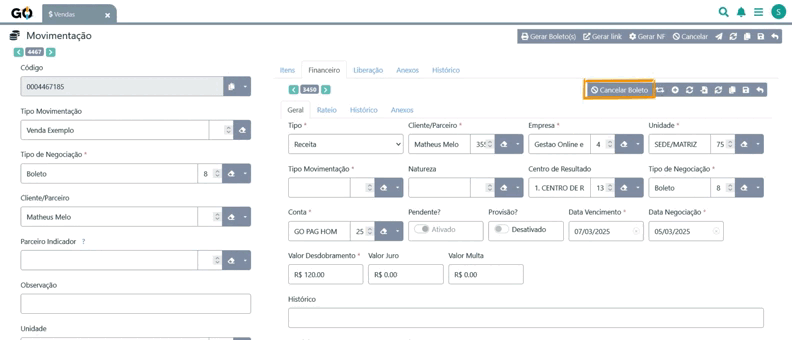 GO
Vendas
S
Movimentação
Gerar Boleto(s) Gerar link Gerar NF Cancelar
4467
Código
0004467185
Tipo Movimentação
Venda Exemplo
Tipo de Negociação *
Boleto 8
Cliente/Parceiro
Matheus Melo
Parceiro Indicador ?
Observação
Unidade
Itens Financeiro Liberação Anexos Histórico
3450
Cancelar Boleto
Geral Rateio Histórico Anexos
Tipo * Cliente/Parceiro * Empresa * Unidade *
Receita Matheus Melo 355 Gestao Online e 4 SEDE/MATRIZ 75
Tipo Movimentação * Natureza Centro de Resultado Tipo de Negociação *
1. CENTRO DE R 13 Boleto 8
Conta * Pendente? Provisão? Data Vencimento * Data Negociação *
GO PAG HOM 25 Ativado Desativado 07/03/2025 05/03/2025
Valor Desdobramento * Valor Juro Valor Multa
R$ 120.00 R$ 0.00 R$ 0.00
Histórico